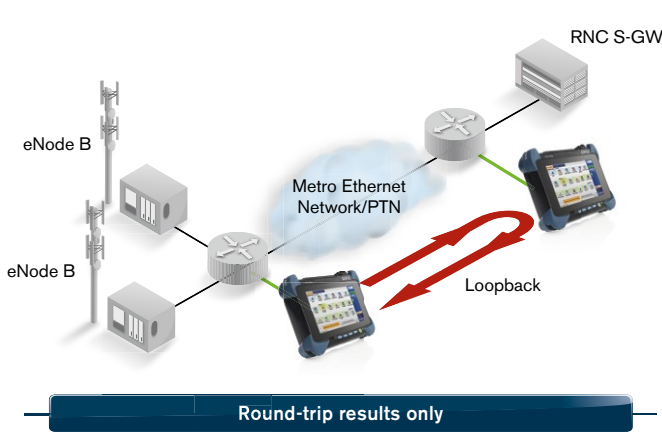 RNC S-GW
eNode B
Metro Ethernet
Network/PTN
eNode B
Loopback
Round-trip results only